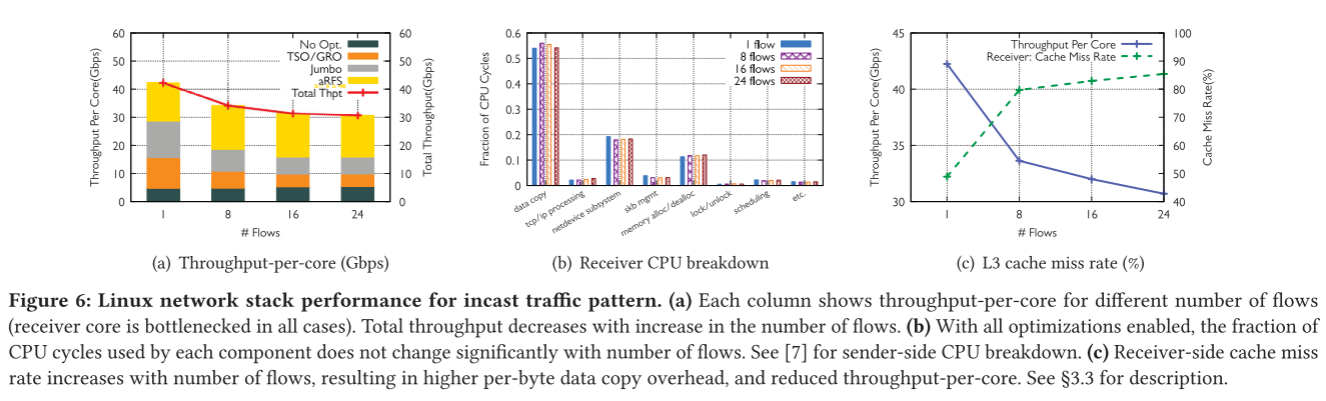 60
50
40
30
20
10
0
Throughput Per Core(Gbps)
No Opt.
TSO/GRO
Jumbo
aRFS
Total Thpt
60
50
40
30
20
10
0
Total Throughput(Gbps)
1 8 16 24
# Flows
(a) Throughput-per-core (Gbps)
0.6
0.5
0.4
0.3
0.2
0.1
0
Fraction of CPU Cycles
1 flow
8 flows
16 flows
24 flows
data copy
tcp/ip processing
netdevice subsystem
skb mgmt
memory alloc/dealloc
lock/unlock
scheduling
etc.
(b) Receiver CPU breakdown
45
40
35
30
Throughput Per Core(Gbps)
Throughput Per Core
Receiver: Cache Miss Rate
100
90
80
70
60
50
40
Cache Miss Rate(%)
1 8 16 24
# Flows
(c) L3 cache miss rate (%)
Figure 6: Linux network stack performance for incast traffic pattern. (a) Each column shows throughput-per-core for different number of flows
(receiver core is bottlenecked in all cases). Total throughput decreases with increase in the number of flows. (b) With all optimizations enabled, the fraction of
CPU cycles used by each component does not change significantly with number of flows. See [7] for sender-side CPU breakdown. (c) Receiver-side cache miss
rate increases with number of flows, resulting in higher per-byte data copy overhead, and reduced throughput-per-core. See §3.3 for description.